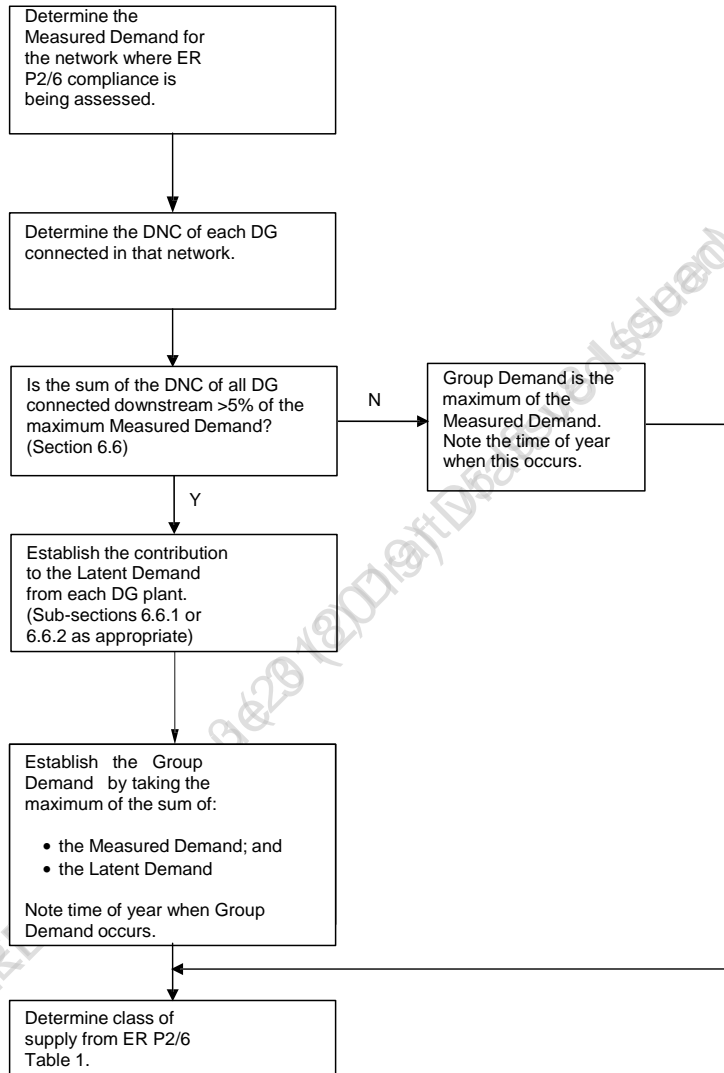 Determine the
Measured Demand for
the network where ER
P2/6 compliance is
being assessed.
Determine the DNC of each DG
connected in that network.
Is the sum of the DNC of all DG
connected downstream >5% of the
maximum Measured Demand?
(Section 6.6)
N
Group Demand is the
maximum of the
Measured Demand.
Note the time of year
when this occurs.
Y
Establish the contribution
to the Latent Demand
from each DG plant.
(Sub-sections 6.6.1 or
6.6.2 as appropriate)
Establish the Group
Demand by taking the
maximum of the sum of:
• the Measured Demand; and
• the Latent Demand
Note time of year when Group
Demand occurs.
Determine class of
supply from ER P2/6
Table 1.